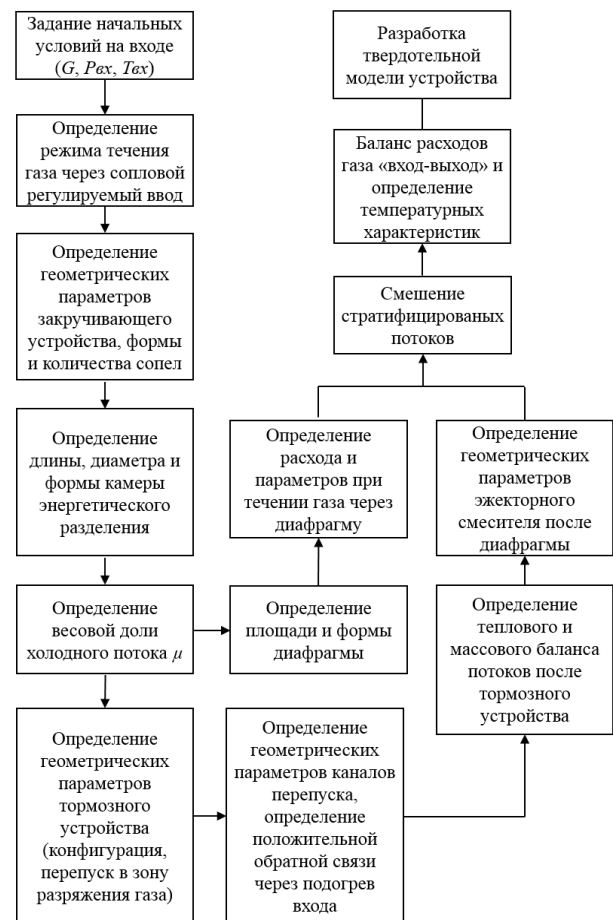 Задание начальных
условий на входе
(G, Pвх, Tвх)
Определение
режима течения
газа через сопловой
регулируемый ввод
Определение
геометрических
параметров
закручивающего
устройства, формы
и количества сопел
Определение
длины, диаметра и
формы камеры
энергетического
разделения
Определение
весовой доли
холодного потока μ
Определение
геометрических
параметров
тормозного
устройства
(конфигурация,
перепуск в зону
разряжения газа)
Определение
площади и формы
диафрагмы
Определение
расхода и
параметров при
течении газа через
диафрагму
Определение
геометрических
параметров каналов
перепуска,
определение
положительной
обратной связи
через подогрев
входа
Определение
теплового и
массового баланса
потоков после
тормозного
устройства
Определение
геометрических
параметров
эжекторного
смесителя после
диафрагмы
Смешение
стратифицированых
потоков
Баланс расходов
газа «вход-выход» и
определение
температурных
характеристик
Разработка
твердотельной
модели устройства